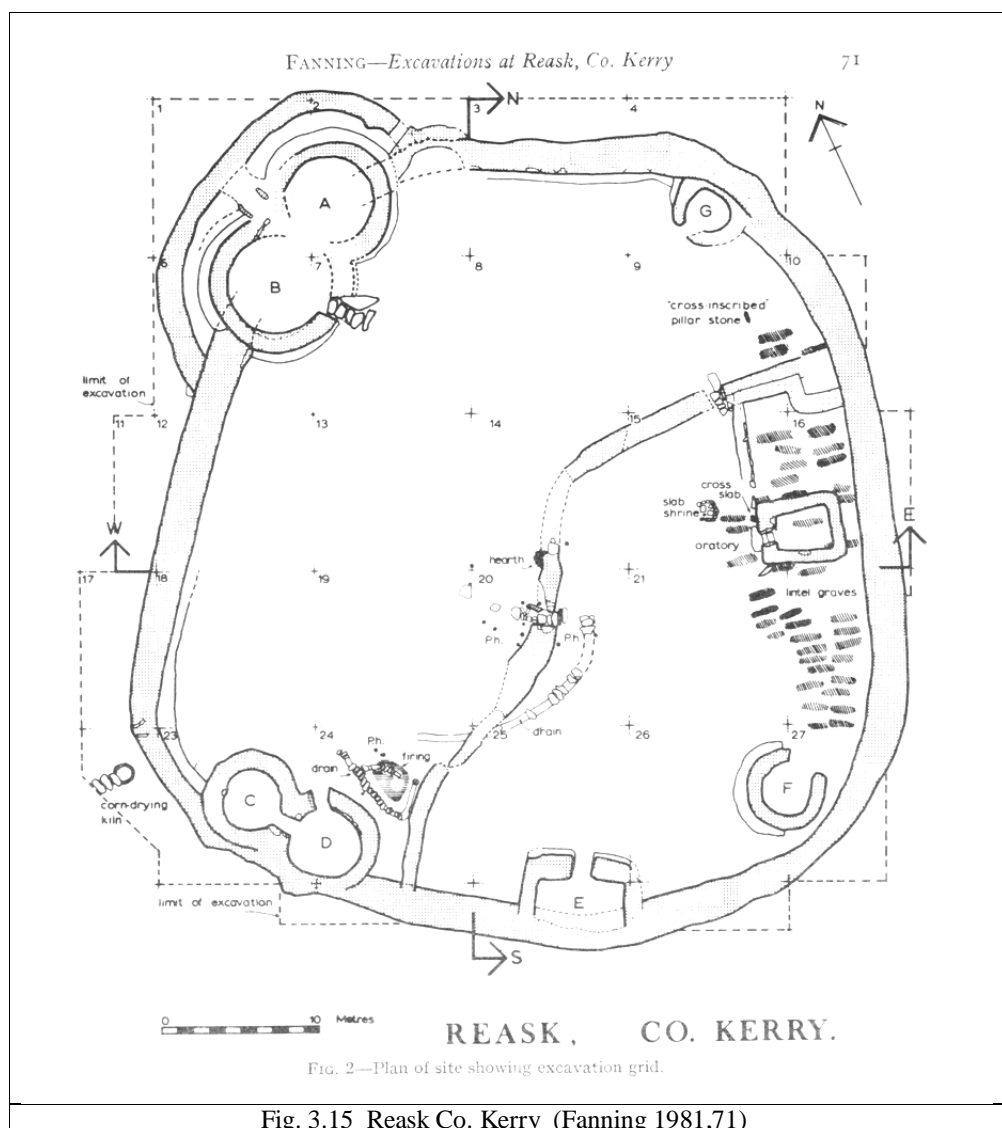 FANNING—Excavations at Reask, Co. Kerry 71
1 2 3 N 4 N
A
G
6 7 8 9 10
B
"cross-inscribed"
pillar stone
limit of
excavation
11 12 13 14 15 16
cross
slab
slab
shrine
W E
oratory
hearth
17 18 19 20 21
lintel graves
P.h. P.h.
23 24 25 26 27
drain
P.h.
firing
drain
F
C
corn-drying
kiln
D
E
limit of excavation
S
0 10 Metres
REASK, CO. KERRY.
FIG. 2—Plan of site showing excavation grid.
Fig. 3.15 Reask Co. Kerry (Fanning 1981,71)